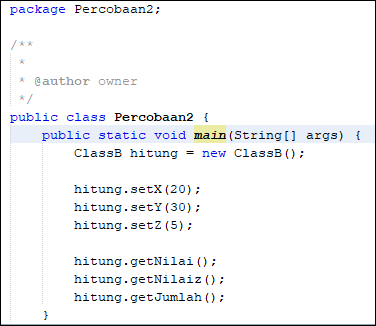 package Percobaan2;
/**
*
* @author owner
*/
public class Percobaan2 {
public static void main(String[] args) {
ClassB hitung = new ClassB();
hitung.setX(20);
hitung.setY(30);
hitung.setZ(5);
hitung.getNilai();
hitung.getNilaiz();
hitung.getJumlah();
}